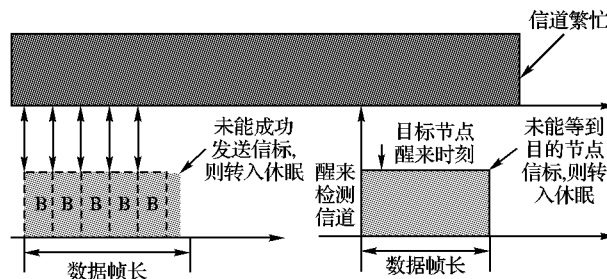 信道繁忙
未能成功
发送信标,
则转入休眠
目标节点
醒来时刻
未能等到
目的节点
信标,则转
入休眠
醒来
检测
信道
B B B B B
数据帧长
数据帧长